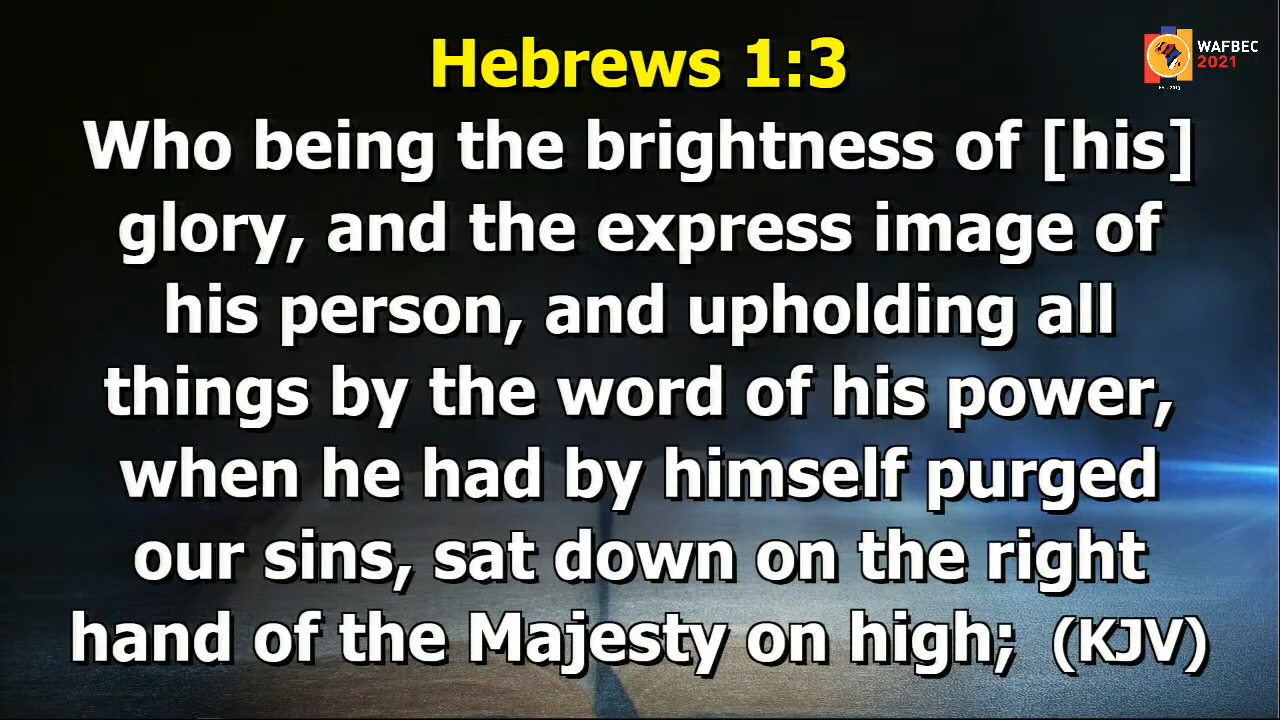 Hebrews 1:3
WAFBEC
2021
Who being the brightness of [his]
glory, and the express image of
his person, and upholding all
things by the word of his power,
when he had by himself purged
our sins, sat down on the right
hand of the Majesty on high; (KJV)